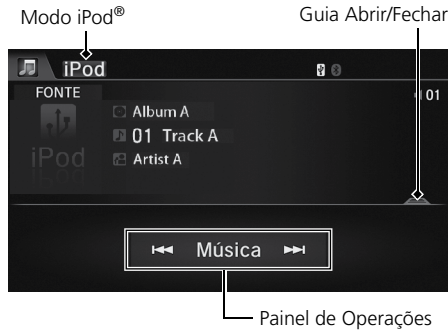 Modo iPod®
Guia Abrir/Fechar
iPod
FONTE
01
Album A
01 Track A
iPod
Artist A
Música
Painel de Operações